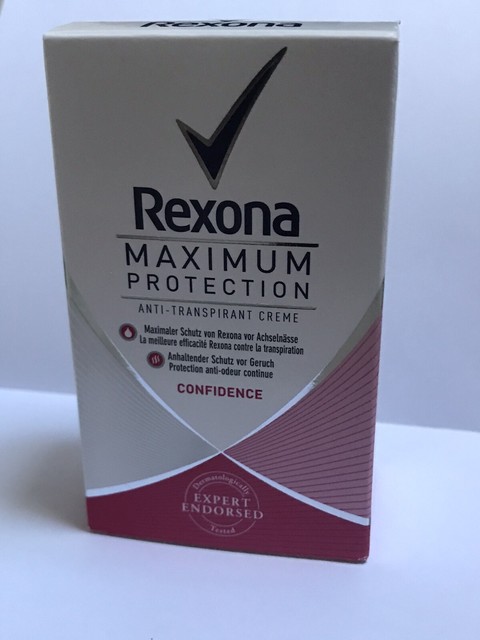 Rexona
Rexona
MAXIMUM
PROTECTION
ANTI-TRANSPIRANT CREME
Maximaler Schutz von Rexona vor Achselnässe
La meilleure efficacité Rexona contre la transpiration
Anhaltender Schutz vor Geruch
Protection anti-odeur continue
CONFIDENCE
Dermatologically
EXPERT
ENDORSED
Tested